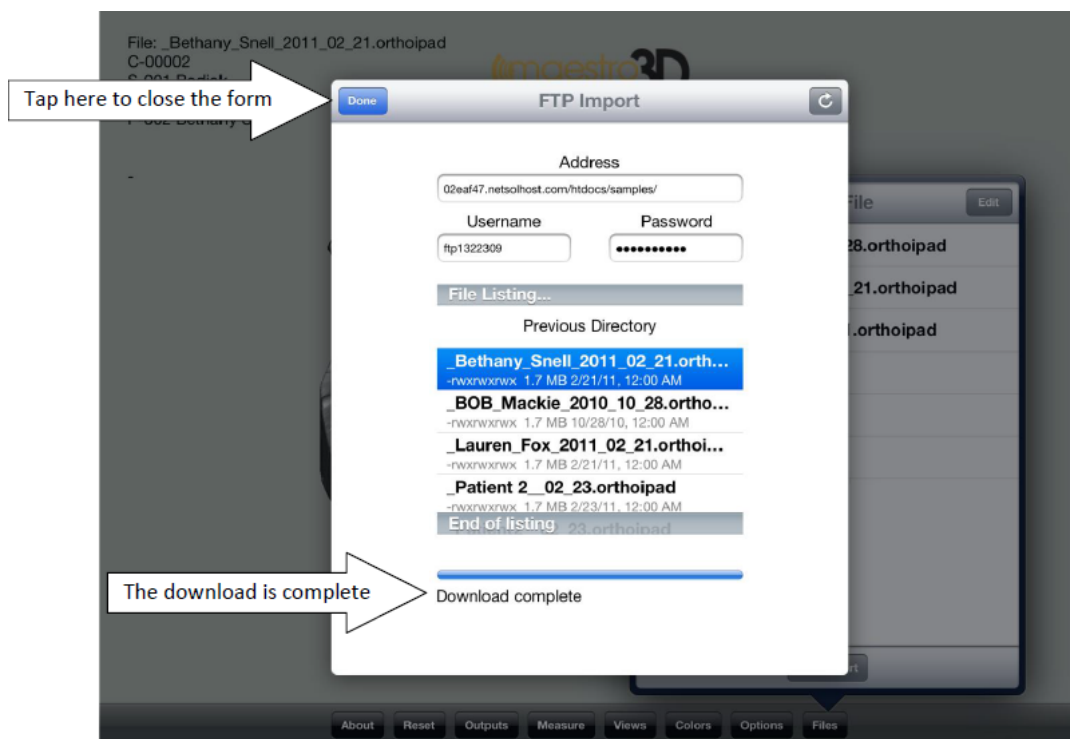 File: _Bethany_Snell_2011_02_21.orthoipad
C-00002
maestro3D
Tap here to close the form
Done
FTP Import
Address
02eaf47.netsolhost.com/htdocs/samples/
Username
Password
ftp1322309
••••••••••
File
Edit
28.orthoipad
_21.orthoipad
.orthoipad
File Listing...
Previous Directory
_Bethany_Snell_2011_02_21.orth...
-rwxrwxrwx 1.7 MB 2/21/11, 12:00 AM
_BOB_Mackie_2010_10_28.ortho...
-rwxrwxrwx 1.7 MB 10/28/10, 12:00 AM
_Lauren_Fox_2011_02_21.orthoi...
-rwxrwxrwx 1.7 MB 2/21/11, 12:00 AM
_Patient 2__02_23.orthoipad
-rwxrwxrwx 1.7 MB 2/23/11, 12:00 AM
End of listing
23.orthoipad
The download is complete
Download complete
About Reset Outputs Measure Views Colors Options Files